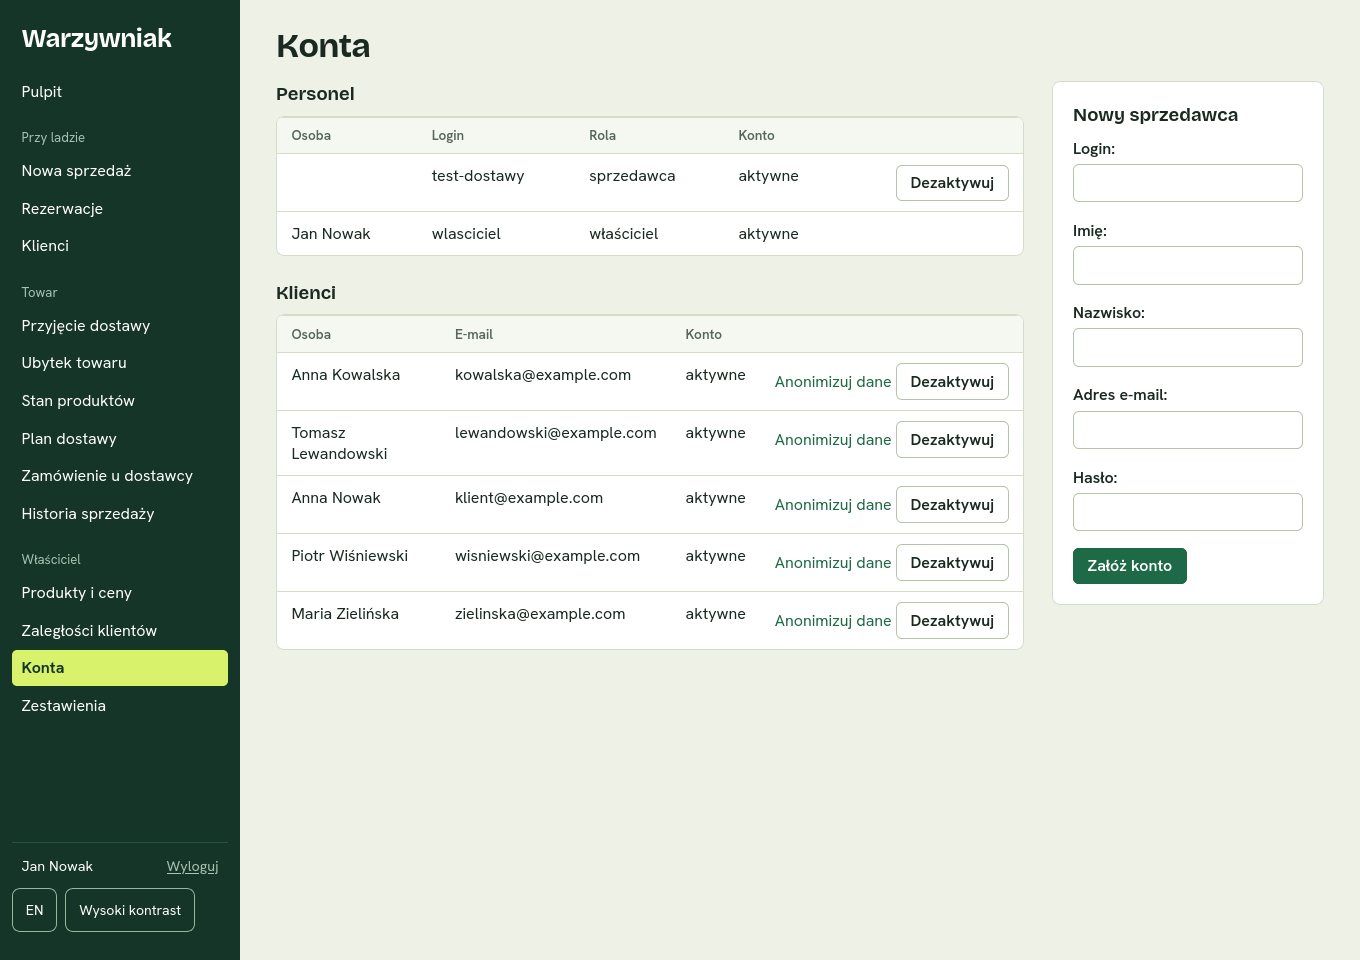 Warzywniak
Pulpit
Przy ladzie
Nowa sprzedaż
Rezerwacje
Klienci
Towar
Przyjęcie dostawy
Ubytek towaru
Stan produktów
Plan dostawy
Zamówienie u dostawcy
Historia sprzedaży
Właściciel
Produkty i ceny
Zaległości klientów
Konta
Zestawienia
Jan Nowak Wyloguj
EN Wysoki kontrast
Konta
Personel
Osoba Login Rola Konto
test-dostawy sprzedawca aktywne Dezaktywuj
Jan Nowak wlasciciel właściciel aktywne
Klienci
Osoba E-mail Konto
Anna Kowalska kowalska@example.com aktywne Anonimizuj dane Dezaktywuj
Tomasz
Lewandowski lewandowski@example.com aktywne Anonimizuj dane Dezaktywuj
Anna Nowak klient@example.com aktywne Anonimizuj dane Dezaktywuj
Piotr Wiśniewski wisniewski@example.com aktywne Anonimizuj dane Dezaktywuj
Maria Zielińska zielinska@example.com aktywne Anonimizuj dane Dezaktywuj
Nowy sprzedawca
Login:
Imię:
Nazwisko:
Adres e-mail:
Hasło:
Załóż konto